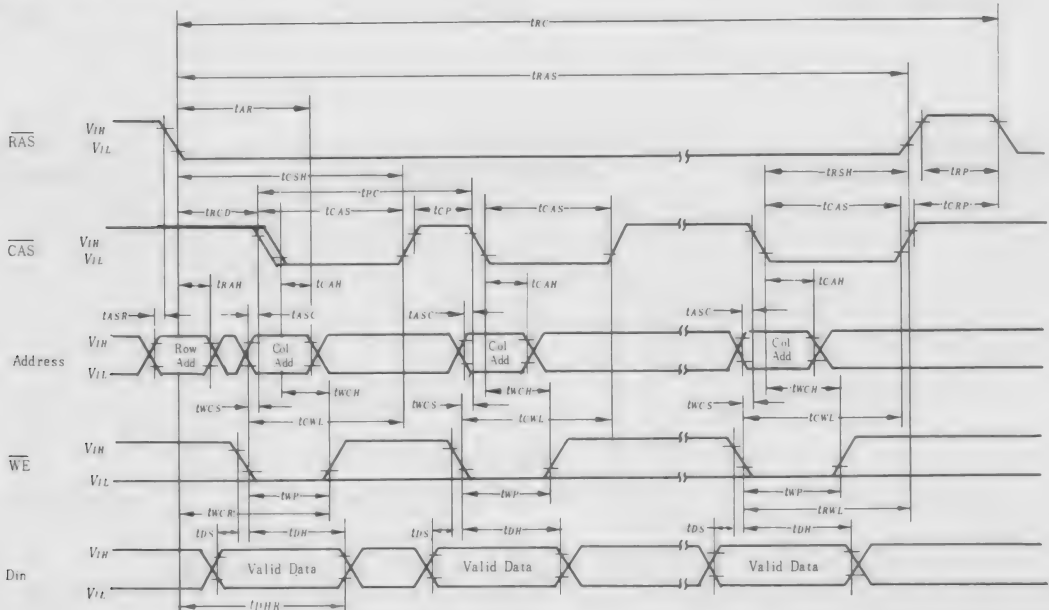 tRC
tRAS
tAR
RAS
VIH
VIL
tCSH
tRSH
tRP
tPC
tRCD
tCAS
tCP
tCAS
tCAS
tCRP
CAS
VIH
VIL
tRAH
tCAH
tCAH
tCAH
tASR
tASC
tASC
tASC
Address
VIH
VIL
Row Add
Col Add
Col Add
Col Add
tWCH
tWCH
tWCH
tWCS
tWCS
tWCS
tCWL
tCWL
tCWL
WE
VIH
VIL
tWP
tWP
tWP
tWCR
tRWL
tDS
tDH
tDS
tDH
tDS
tDH
Din
VIH
VIL
Valid Data
Valid Data
Valid Data
tDHR